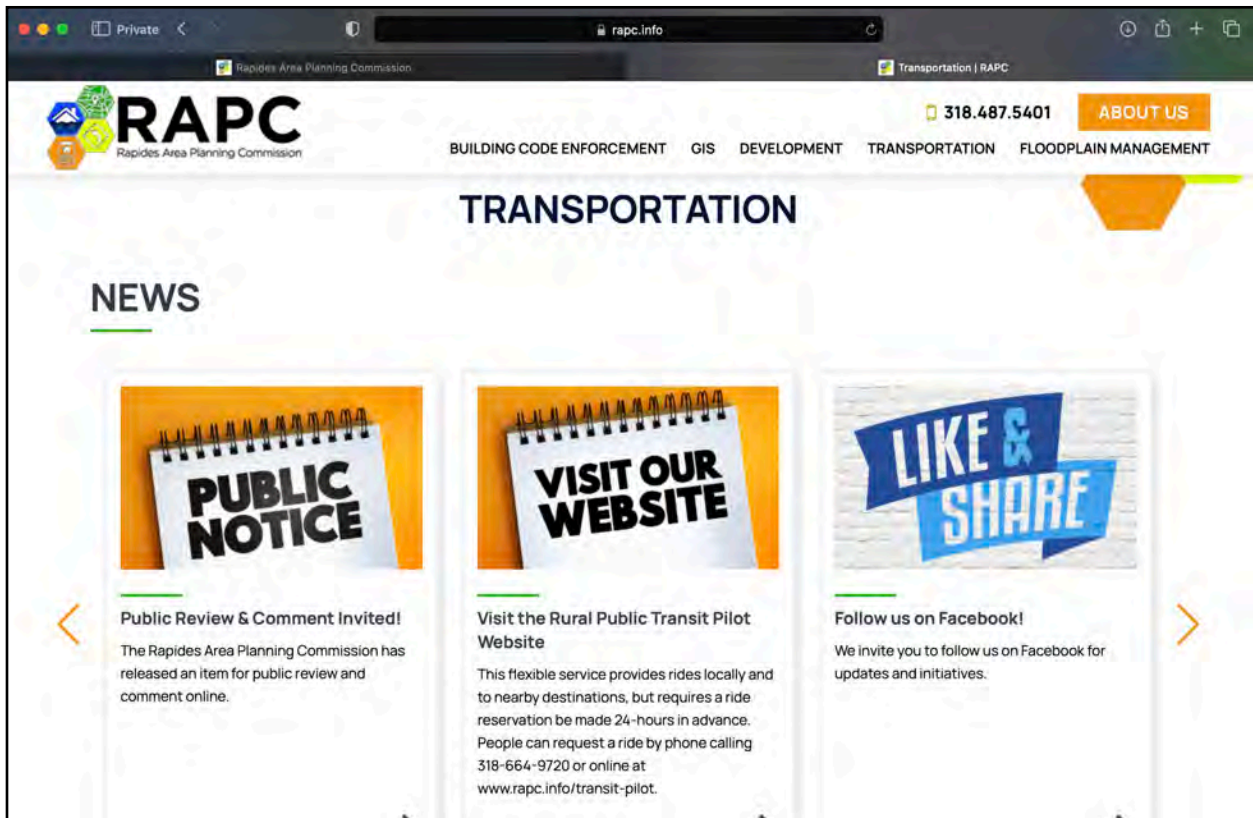 Private
rapc.info
Rapides Area Planning Commission
Transportation | RAPC
RAPC
Rapides Area Planning Commission
318.487.5401
ABOUT US
BUILDING CODE ENFORCEMENT GIS DEVELOPMENT TRANSPORTATION FLOODPLAIN MANAGEMENT
TRANSPORTATION
NEWS
PUBLIC
NOTICE
Public Review & Comment Invited!
The Rapides Area Planning Commission has
released an item for public review and
comment online.
VISIT OUR
WEBSITE
Visit the Rural Public Transit Pilot
Website
This flexible service provides rides locally and
to nearby destinations, but requires a ride
reservation be made 24-hours in advance.
People can request a ride by phone calling
318-664-9720 or online at
www.rapc.info/transit-pilot.
LIKE &
SHARE
Follow us on Facebook!
We invite you to follow us on Facebook for
updates and initiatives.